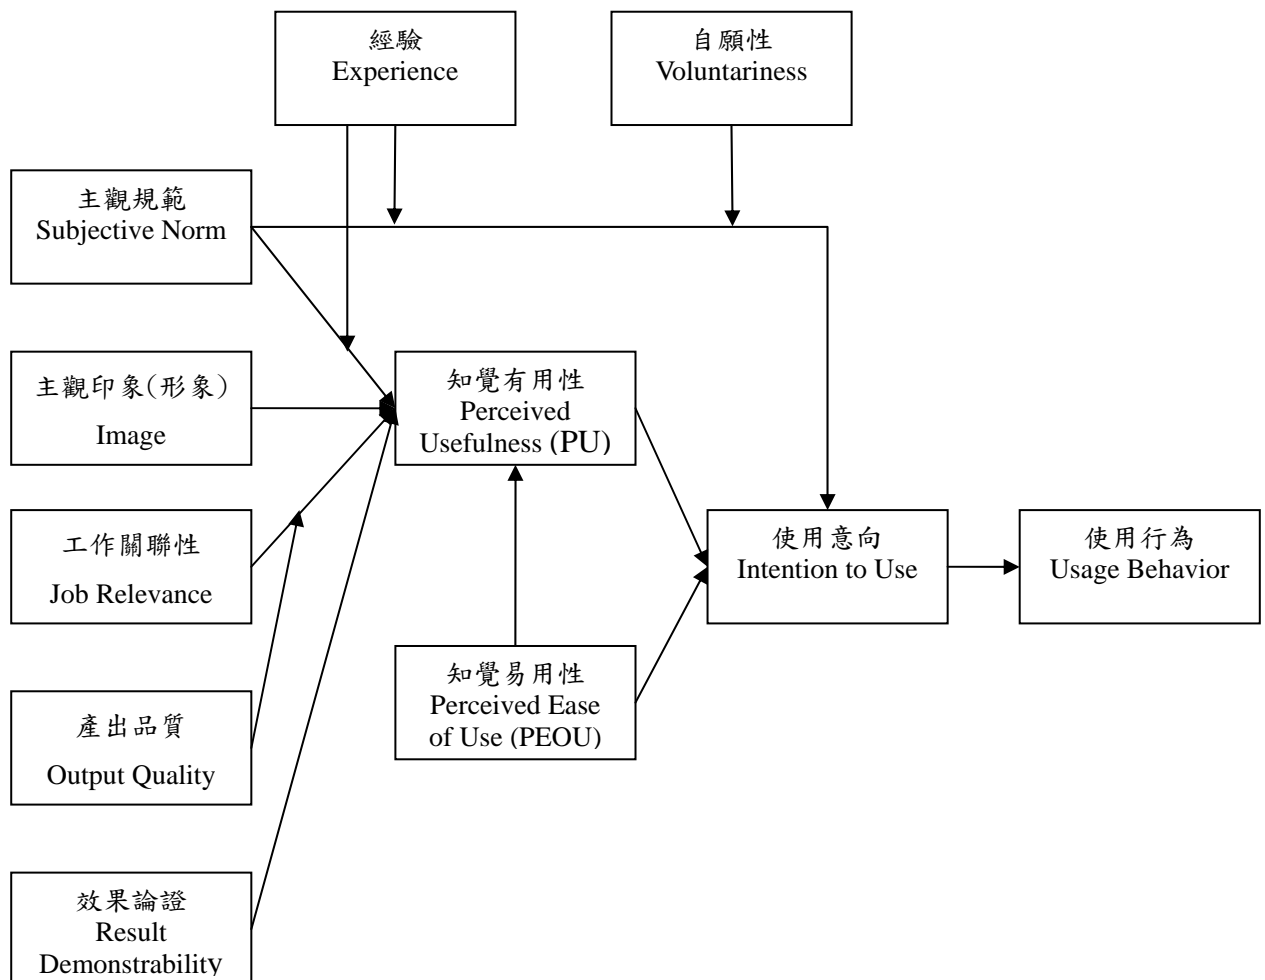 經驗
Experience
自願性
Voluntariness
主觀規範
Subjective Norm
主觀印象(形象)
Image
知覺有用性
Perceived
Usefulness (PU)
工作關聯性
Job Relevance
使用意向
Intention to Use
使用行為
Usage Behavior
知覺易用性
Perceived Ease
of Use (PEOU)
產出品質
Output Quality
效果論證
Result
Demonstrability